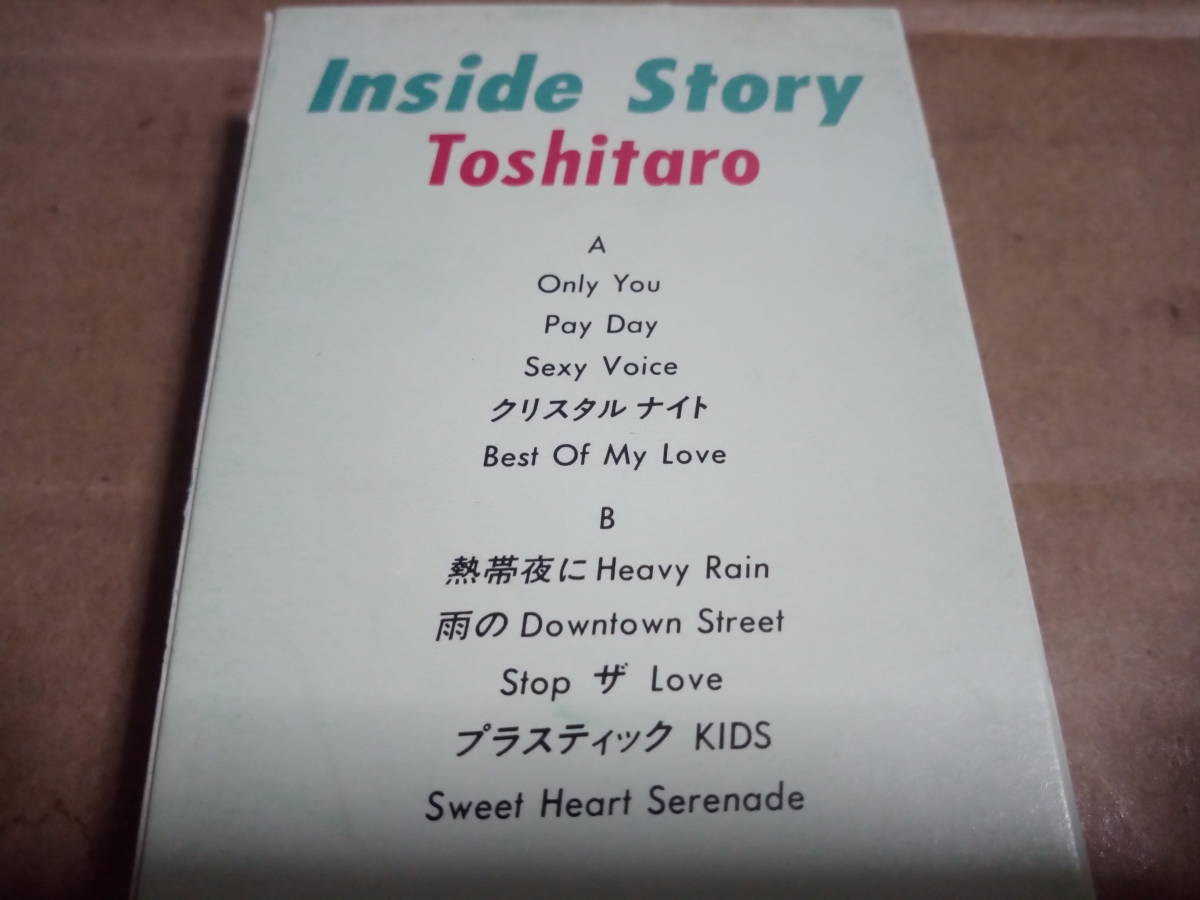 Inside Story
Toshitaro
A
Only You
Pay Day
Sexy Voice
クリスタル ナイト
Best Of My Love
B
熱帯夜に Heavy Rain
雨の Downtown Street
Stop ザ Love
プラスティック KIDS
Sweet Heart Serenade